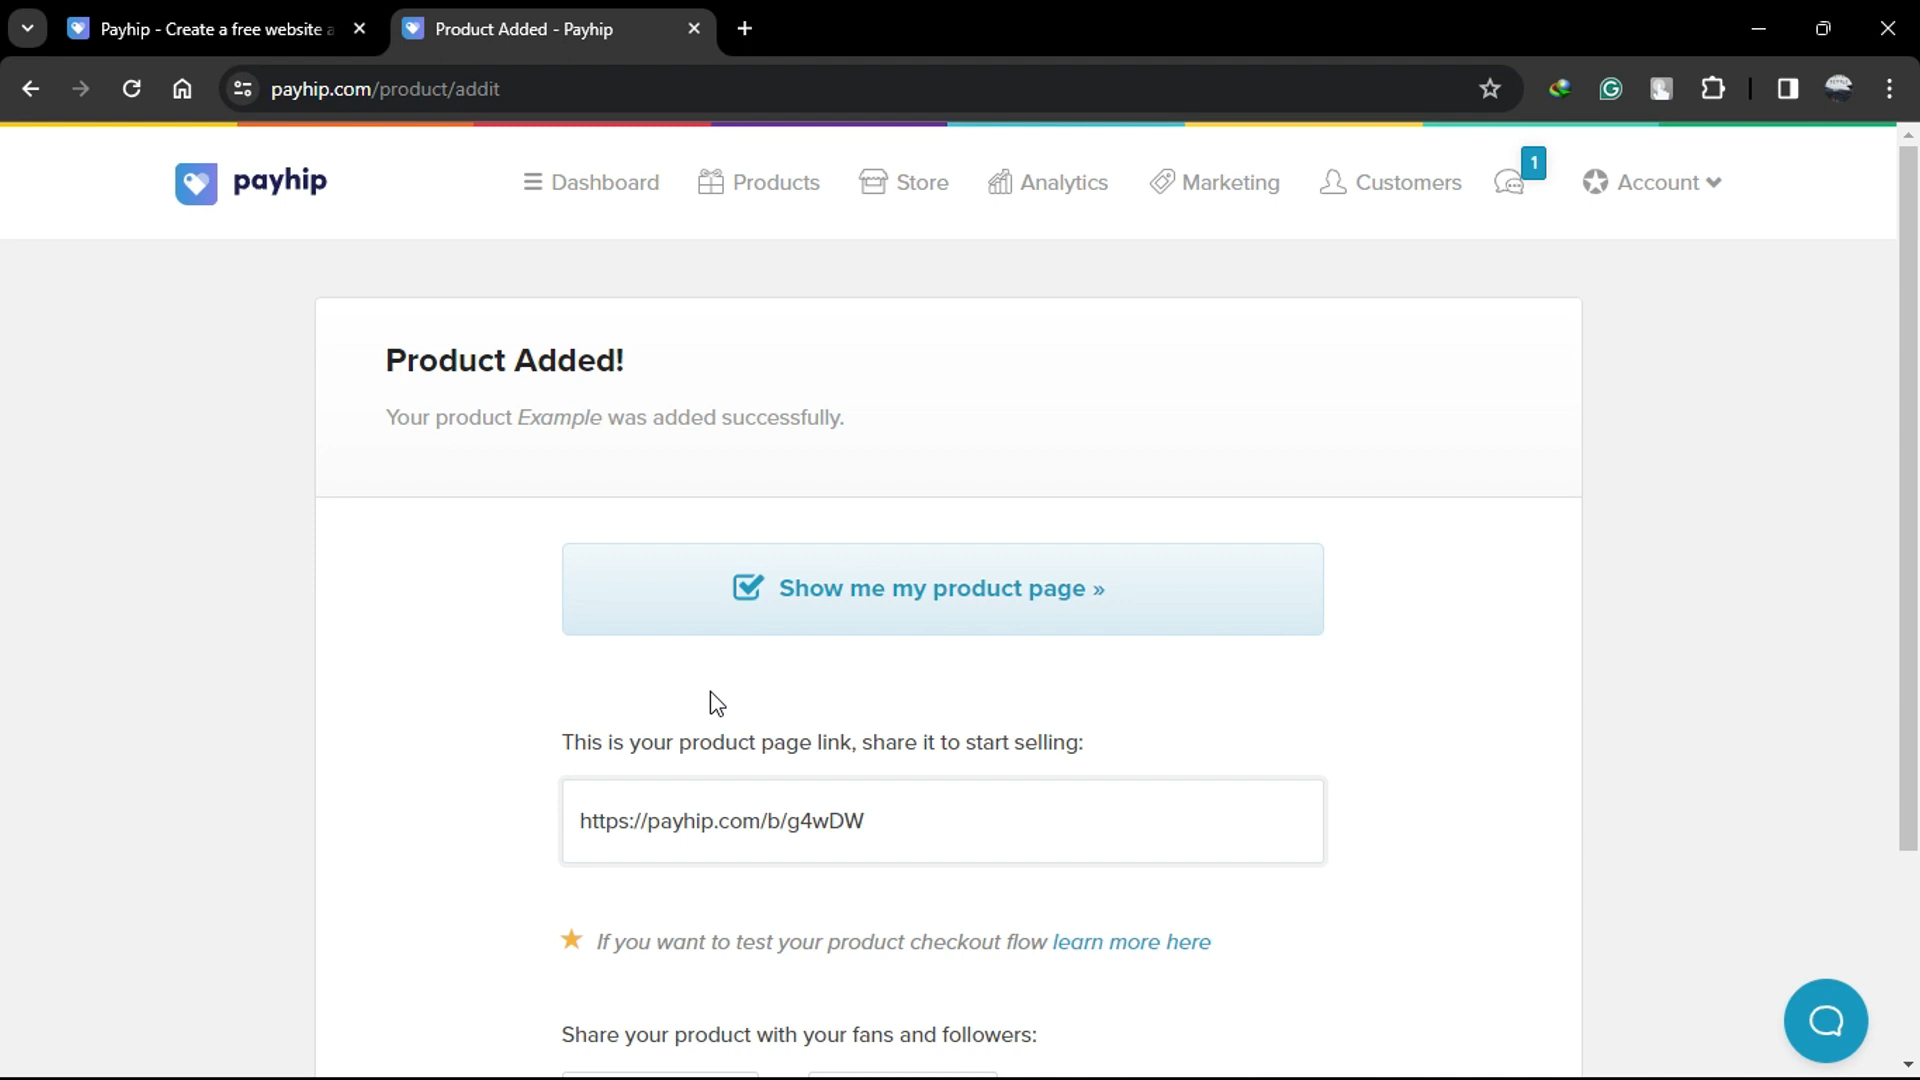 Payhip - Create a free website a
Product Added - Payhip
payhip.com/product/addit
payhip
Dashboard
Products
Store
Analytics
Marketing
Customers
1
Account
Product Added!
Your product Example was added successfully.
Show me my product page »
This is your product page link, share it to start selling:
https://payhip.com/b/g4wDW
If you want to test your product checkout flow learn more here
Share your product with your fans and followers: